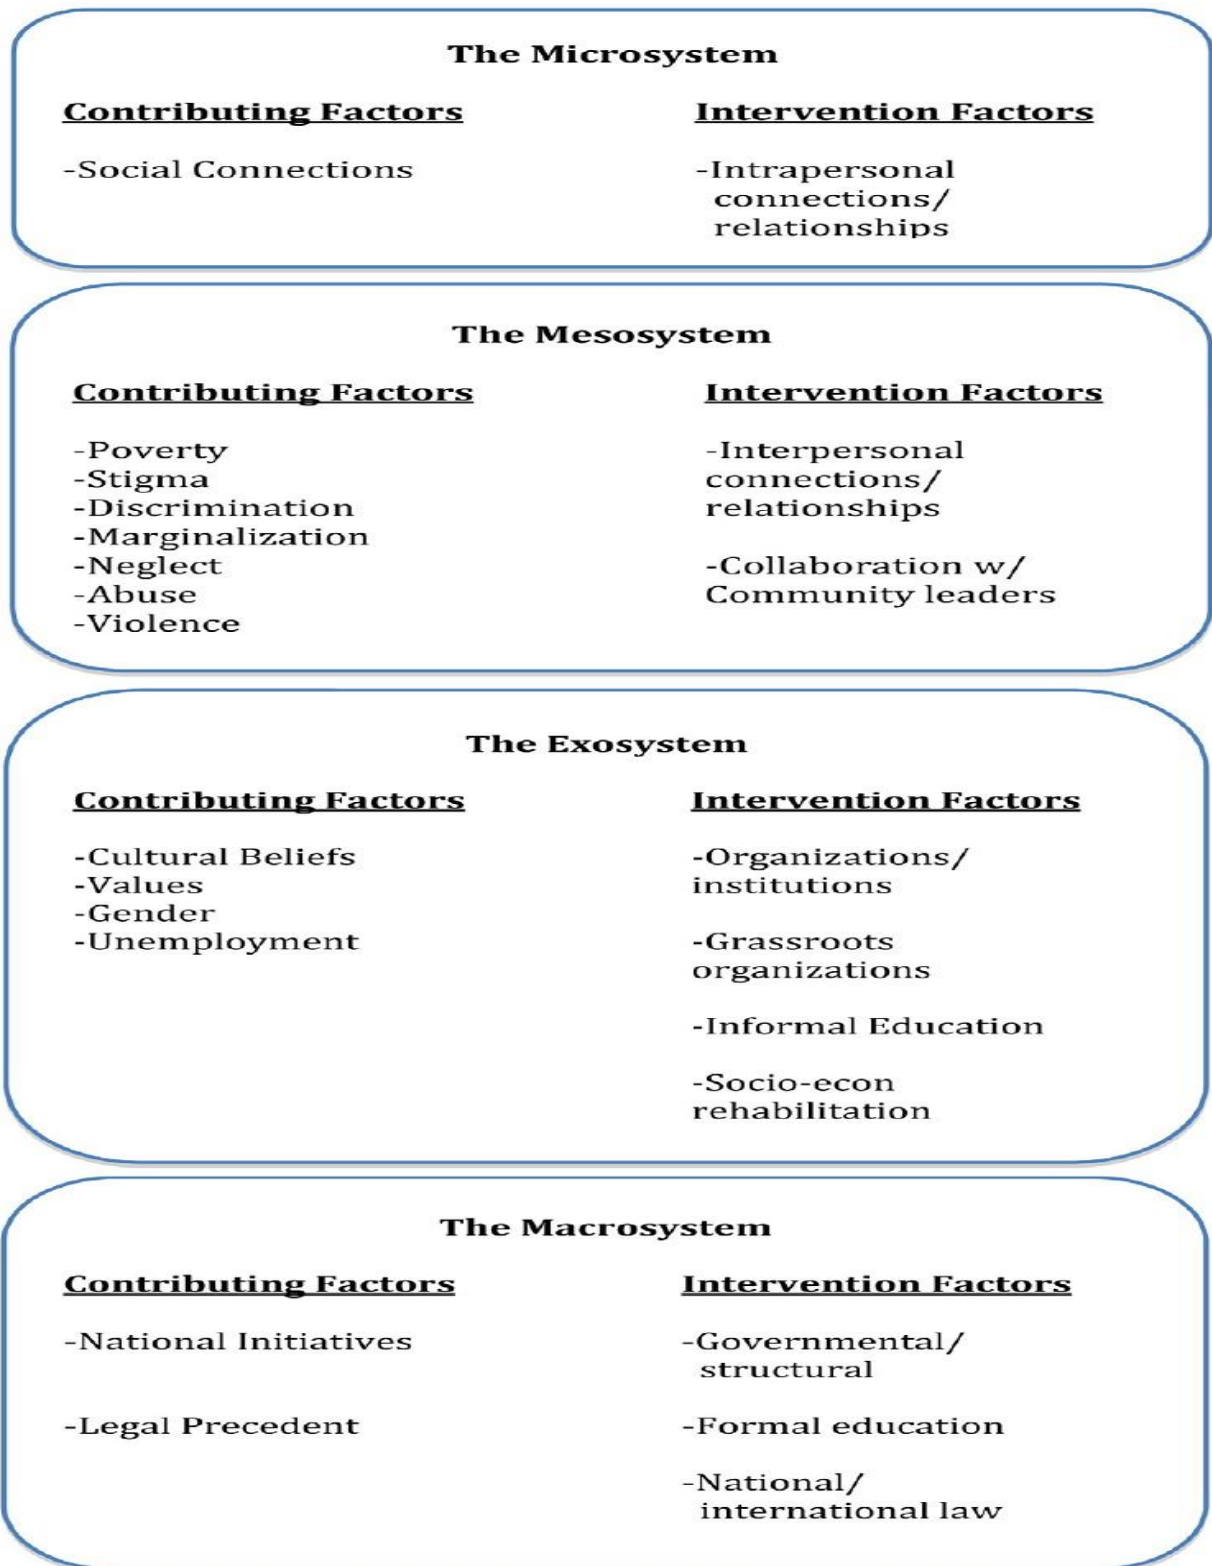 The Microsystem
Contributing Factors
Intervention Factors
-Social Connections
-Intrapersonal
connections/
relationships
The Mesosystem
Contributing Factors
Intervention Factors
-Poverty
-Stigma
-Discrimination
-Marginalization
-Neglect
-Abuse
-Violence
-Interpersonal
connections/
relationships
-Collaboration w/
Community leaders
The Exosystem
Contributing Factors
Intervention Factors
-Cultural Beliefs
-Values
-Gender
-Unemployment
-Organizations/
institutions
-Grassroots
organizations
-Informal Education
-Socio-econ
rehabilitation
The Macrosystem
Contributing Factors
Intervention Factors
-National Initiatives
-Legal Precedent
-Governmental/
structural
-Formal education
-National/
international law